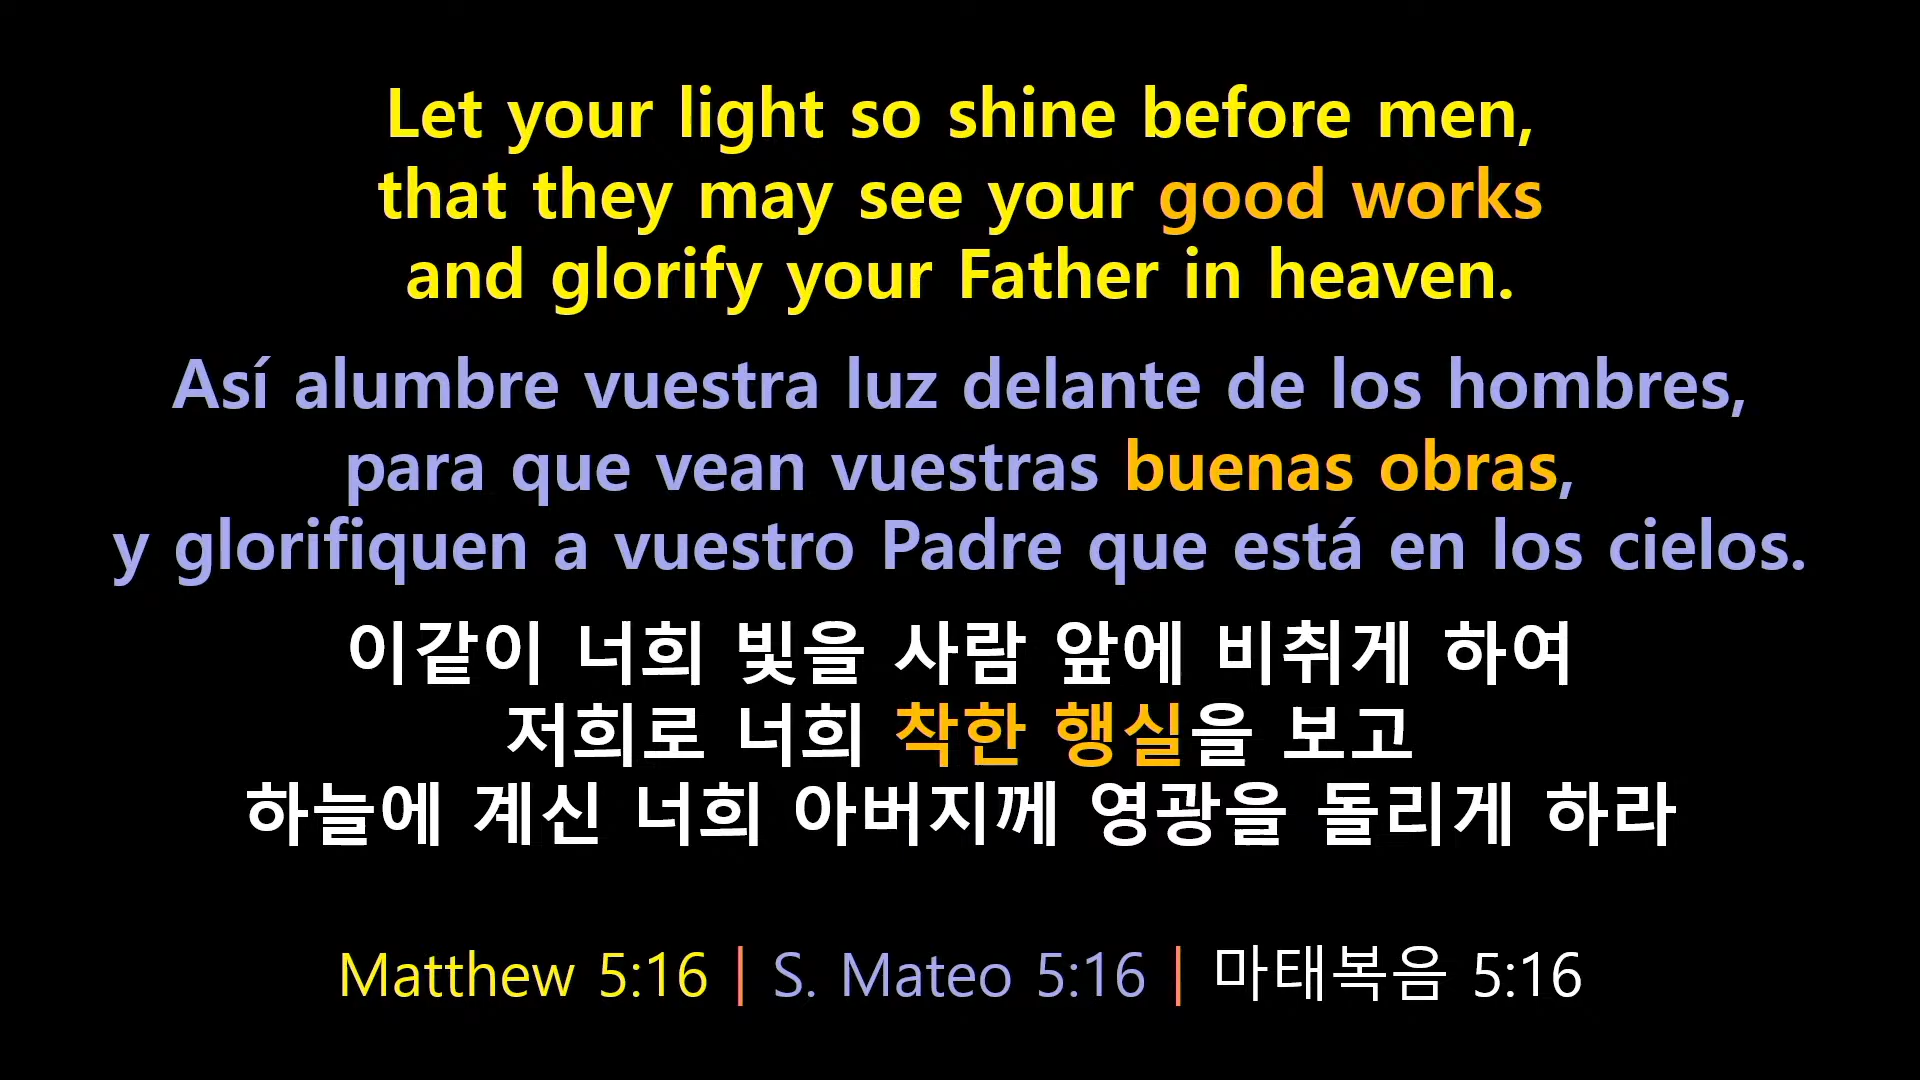 Let your light so shine before men,
that they may see your good works
and glorify your Father in heaven.
Así alumbre vuestra luz delante de los hombres,
para que vean vuestras buenas obras,
y glorifiquen a vuestro Padre que está en los cielos.
이같이 너희 빛을 사람 앞에 비취게 하여
저희로 너희 착한 행실을 보고
하늘에 계신 너희 아버지께 영광을 돌리게 하라
Matthew 5:16 | S. Mateo 5:16 | 마태복음 5:16